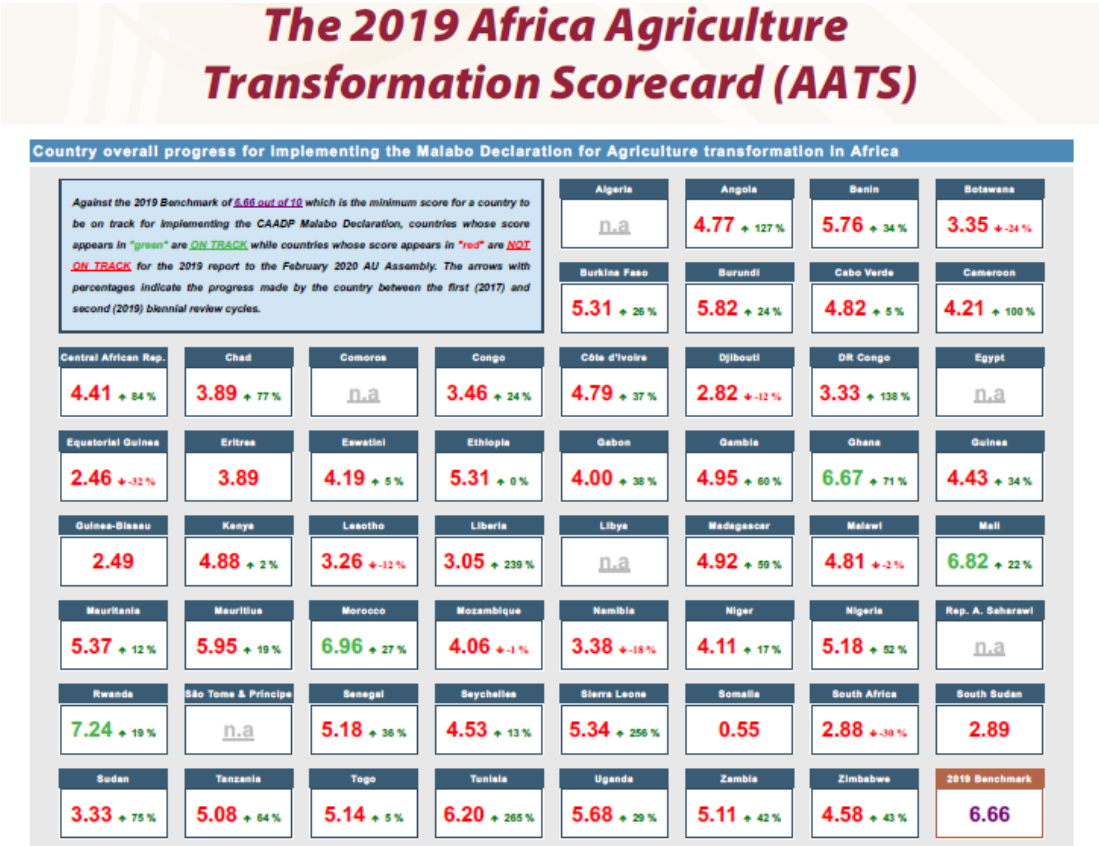 The 2019 Africa Agriculture
Transformation Scorecard (AATS)
Country overall progress for implementing the Malabo Declaration for Agriculture transformation in Africa
Against the 2019 Benchmark of 6.66 out of 10 which is the minimum score for a country to
be on track for implementing the CAADP Malabo Declaration, countries whose score
appears in "green" are ON TRACK while countries whose score appears in "red" are NOT
ON TRACK for the 2019 report to the February 2020 AU Assembly. The arrows with
percentages indicate the progress made by the country between the first (2017) and
second (2019) biennial review cycles.
Algeria Angola Benin Botswana
n.a 4.77 ↑ 127 % 5.76 ↑ 34 % 3.35 ↓ -24 %
Burkina Faso Burundi Cabo Verde Cameroon
5.31 ↑ 26 % 5.82 ↑ 24 % 4.82 ↑ 5 % 4.21 ↑ 100 %
Central African Rep. Chad Comoros Congo Côte d'Ivoire Djibouti DR Congo Egypt
4.41 ↑ 84 % 3.89 ↑ 77 % n.a 3.46 ↑ 24 % 4.79 ↑ 37 % 2.82 ↓ -12 % 3.33 ↑ 138 % n.a
Equatorial Guinea Eritrea Eswatini Ethiopia Gabon Gambia Ghana Guinea
2.46 ↓ -32 % 3.89 4.19 ↑ 5 % 5.31 ↑ 0 % 4.00 ↑ 38 % 4.95 ↑ 60 % 6.67 ↑ 71 % 4.43 ↑ 34 %
Guinea-Bissau Kenya Lesotho Liberia Libya Madagascar Malawi Mali
2.49 4.88 ↑ 2 % 3.26 ↓ -12 % 3.05 ↑ 239 % n.a 4.92 ↑ 59 % 4.81 ↓ -2 % 6.82 ↑ 22 %
Mauritania Mauritius Morocco Mozambique Namibia Niger Nigeria Rep. A. Saharawi
5.37 ↑ 12 % 5.95 ↑ 19 % 6.96 ↑ 27 % 4.06 ↓ -1 % 3.38 ↓ -18 % 4.11 ↑ 17 % 5.18 ↑ 52 % n.a
Rwanda São Tome & Principe Senegal Seychelles Sierra Leone Somalia South Africa South Sudan
7.24 ↑ 19 % n.a 5.18 ↑ 36 % 4.53 ↑ 13 % 5.34 ↑ 256 % 0.55 2.88 ↓ -30 % 2.89
Sudan Tanzania Togo Tunisia Uganda Zambia Zimbabwe 2019 Benchmark
3.33 ↑ 75 % 5.08 ↑ 64 % 5.14 ↑ 5 % 6.20 ↑ 265 % 5.68 ↑ 29 % 5.11 ↑ 42 % 4.58 ↑ 43 % 6.66